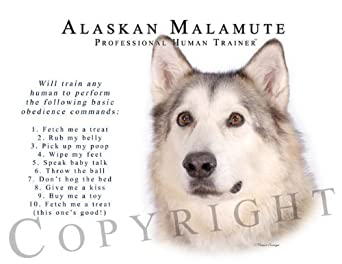 ALASKAN MALAMUTE
PROFESSIONAL HUMAN TRAINER
Will train any
human to perform
the following basic
obedience commands:
1. Fetch me a treat
2. Rub my belly
3. Pick up my poop
4. Wipe my feet
5. Speak baby talk
6. Throw the ball
7. Don't hog the bed
8. Give me a kiss
9. Buy me a toy
10. Fetch me a treat
(this one's good!)
COPYRIGHT